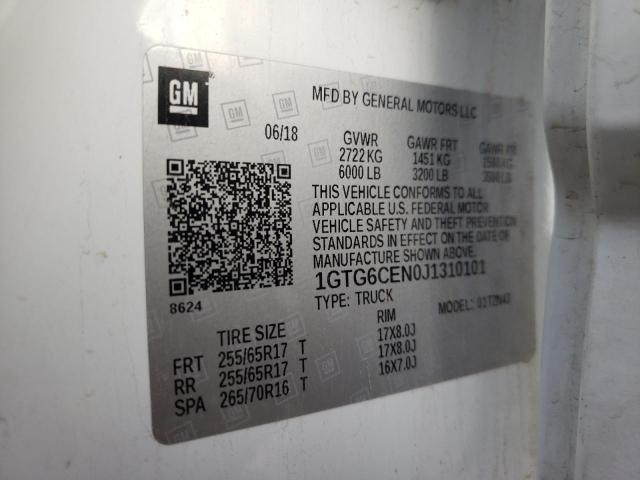 GM
MFD BY GENERAL MOTORS LLC
06/18
GVWR GAWR FRT GAWR
2722 KG 1451 KG
6000 LB 3200 LB
THIS VEHICLE CONFORMS TO ALL
APPLICABLE U.S. FEDERAL MOTOR
VEHICLE SAFETY AND THEFT PREVENTION
STANDARDS IN EFFECT ON THE DATE OF
MANUFACTURE SHOWN ABOVE.
1GTG6CEN0J1310101
TYPE: TRUCK MODEL:
8624
TIRE SIZE RIM
FRT 255/65R17 T 17X8.0J
RR 255/65R17 T 17X8.0J
SPA 265/70R16 T 16X7.0J